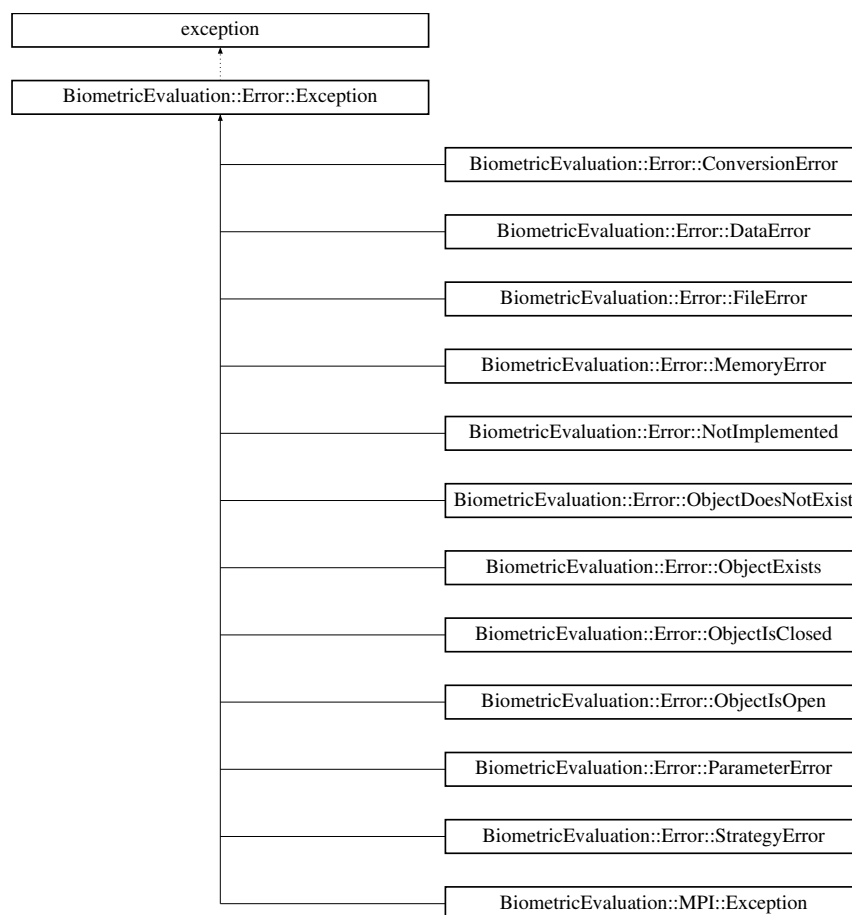 exception
BiometricEvaluation::Error::Exception
BiometricEvaluation::Error::ConversionError
BiometricEvaluation::Error::DataError
BiometricEvaluation::Error::FileError
BiometricEvaluation::Error::MemoryError
BiometricEvaluation::Error::NotImplemented
BiometricEvaluation::Error::ObjectDoesNotExist
BiometricEvaluation::Error::ObjectExists
BiometricEvaluation::Error::ObjectIsClosed
BiometricEvaluation::Error::ObjectIsOpen
BiometricEvaluation::Error::ParameterError
BiometricEvaluation::Error::StrategyError
BiometricEvaluation::MPI::Exception